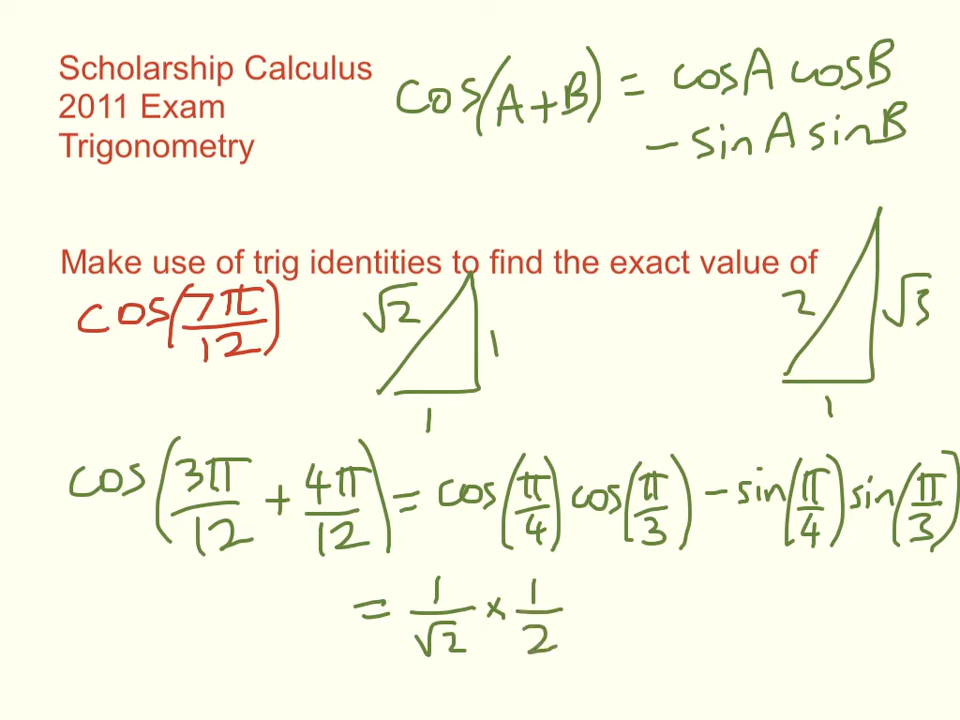 Scholarship Calculus
2011 Exam
Trigonometry
cos(A+B) = cosA cosB
- sinA sinB
Make use of trig identities to find the exact value of
cos(7π/12)
√2
1
1
2
√3
1
cos(3π/12 + 4π/12) = cos(π/4) cos(π/3) - sin(π/4) sin(π/3)
= 1/√2 × 1/2